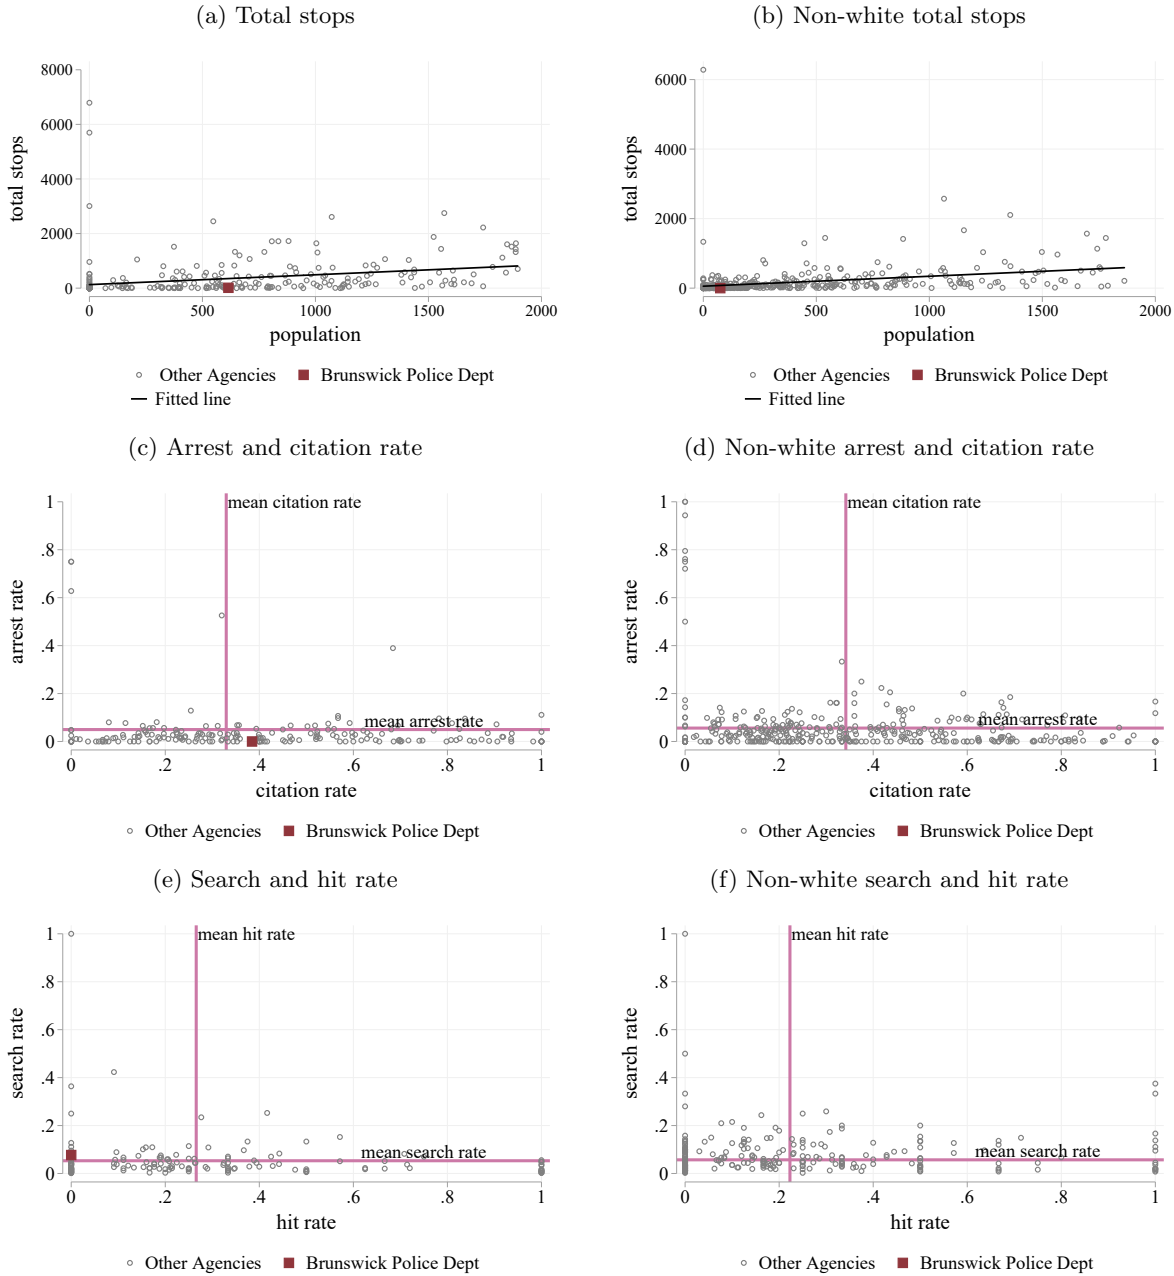 (a) Total stops
(b) Non-white total stops
8000
6000
4000
2000
0
total stops
0 500 1000 1500 2000
population
Other Agencies Brunswick Police Dept
Fitted line
6000
4000
2000
0
total stops
0 500 1000 1500 2000
population
Other Agencies Brunswick Police Dept
Fitted line
(c) Arrest and citation rate
(d) Non-white arrest and citation rate
1
.8
.6
.4
.2
0
arrest rate
mean citation rate
mean arrest rate
0 .2 .4 .6 .8 1
citation rate
Other Agencies Brunswick Police Dept
1
.8
.6
.4
.2
0
arrest rate
mean citation rate
mean arrest rate
0 .2 .4 .6 .8 1
citation rate
Other Agencies Brunswick Police Dept
(e) Search and hit rate
(f) Non-white search and hit rate
1
.8
.6
.4
.2
0
search rate
mean hit rate
mean search rate
0 .2 .4 .6 .8 1
hit rate
Other Agencies Brunswick Police Dept
1
.8
.6
.4
.2
0
search rate
mean hit rate
mean search rate
0 .2 .4 .6 .8 1
hit rate
Other Agencies Brunswick Police Dept